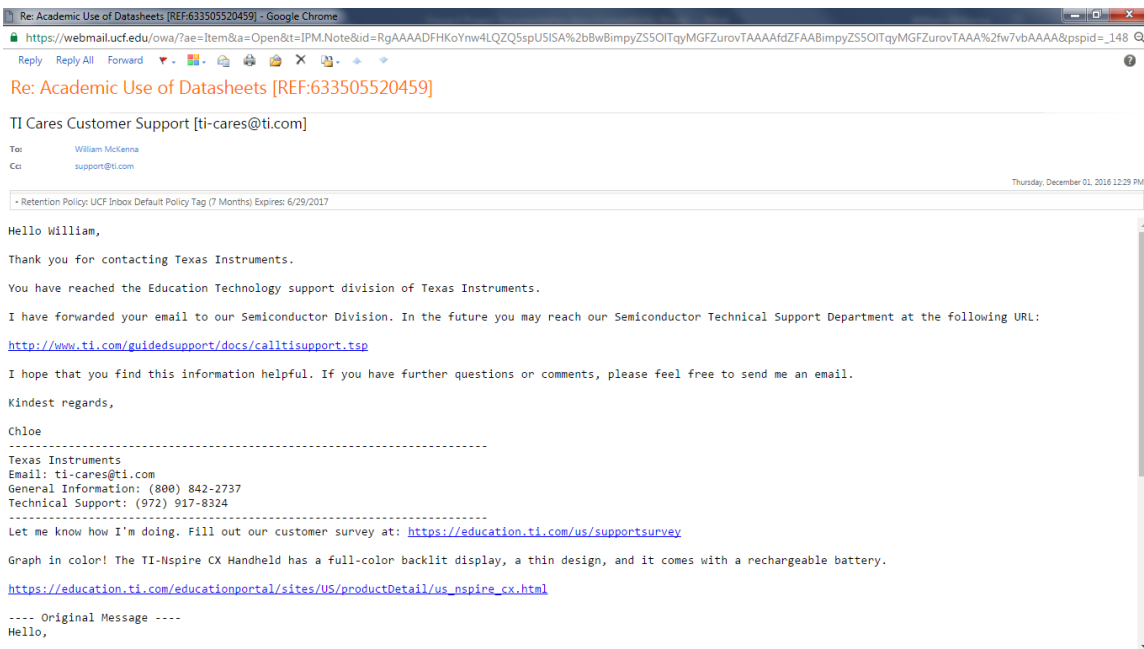 Re: Academic Use of Datasheets [REF:633505520459] - Google Chrome
https://webmail.ucf.edu/owa/?ae=Item&a=Open&t=IPM.Note&id=RgAAAADFHKoYnw4LQZQ5spU5ISA%2bBwBimpyZS5OITqyMGFZurovTAAAAfdZFAABimpyZS5OITqyMGFZurovTAAA%2fw7vbAAAA&pspid=_148
Reply Reply All Forward
Re: Academic Use of Datasheets [REF:633505520459]
TI Cares Customer Support [ti-cares@ti.com]
To: William McKenna
Cc: support@ti.com
Thursday, December 01, 2016 12:29 PM
• Retention Policy: UCF Inbox Default Policy Tag (7 Months) Expires: 6/29/2017
Hello William,
Thank you for contacting Texas Instruments.
You have reached the Education Technology support division of Texas Instruments.
I have forwarded your email to our Semiconductor Division. In the future you may reach our Semiconductor Technical Support Department at the following URL:
http://www.ti.com/guidedsupport/docs/calltisupport.tsp
I hope that you find this information helpful. If you have further questions or comments, please feel free to send me an email.
Kindest regards,
Chloe
------------------------------------------------------------------------
Texas Instruments
Email: ti-cares@ti.com
General Information: (800) 842-2737
Technical Support: (972) 917-8324
------------------------------------------------------------------------
Let me know how I'm doing. Fill out our customer survey at: https://education.ti.com/us/supportsurvey
Graph in color! The TI-Nspire CX Handheld has a full-color backlit display, a thin design, and it comes with a rechargeable battery.
https://education.ti.com/educationportal/sites/US/productDetail/us_nspire_cx.html
---- Original Message ----
Hello,